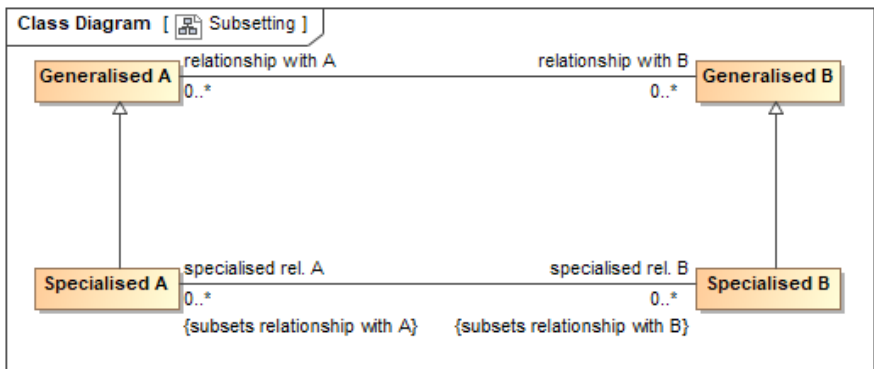 Class Diagram [ Subsetting ]
relationship with A
relationship with B
Generalised A
Generalised B
0..*
0..*
specialised rel. A
specialised rel. B
Specialised A
Specialised B
0..*
0..*
{subsets relationship with A}
{subsets relationship with B}